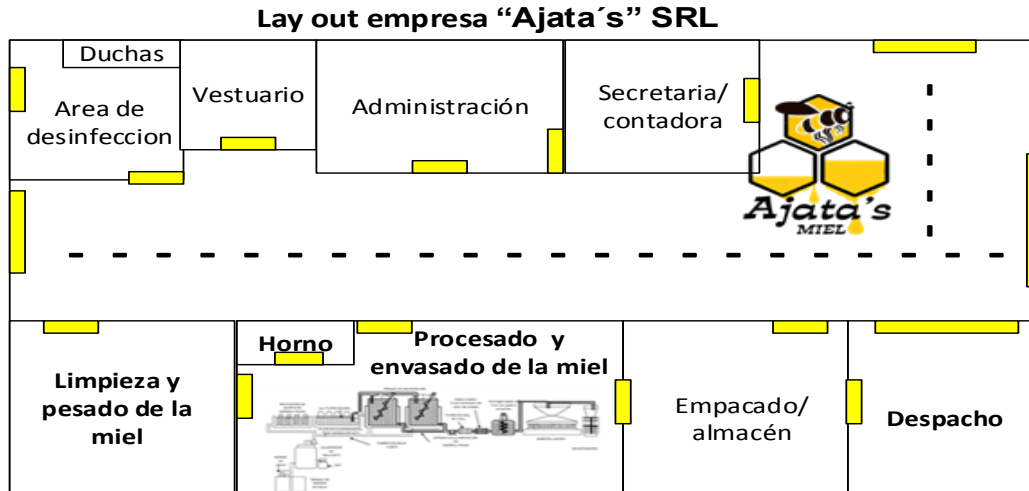 Lay out empresa “Ajata´s” SRL
Duchas
Area de
desinfeccion
Vestuario
Administración
Secretaria/
contadora
Ajata's
MIEL
Limpieza y
pesado de la
miel
Horno
Procesado y
envasado de la miel
Empacado/
almacén
Despacho